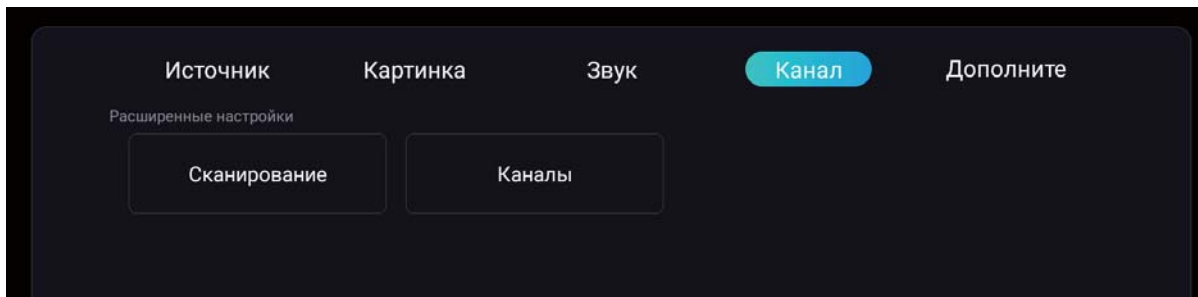 Источник Картинка Звук Канал Дополните
Расширенные настройки
Сканирование Каналы